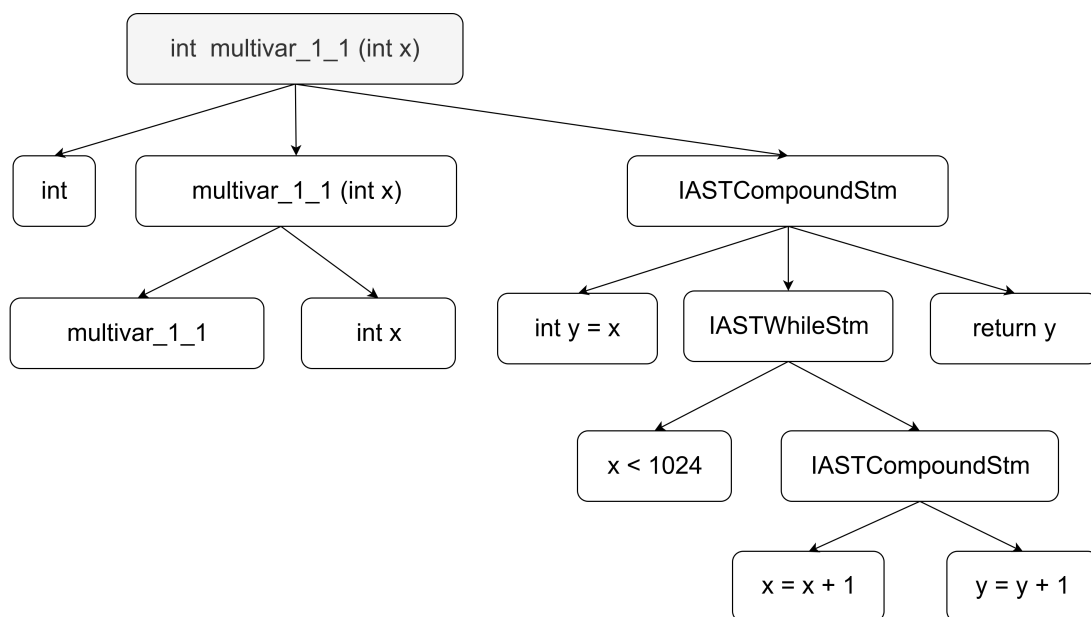 int multivar_1_1 (int x)
int
multivar_1_1 (int x)
IASTCompoundStm
multivar_1_1
int x
int y = x
IASTWhileStm
return y
x < 1024
IASTCompoundStm
x = x + 1
y = y + 1